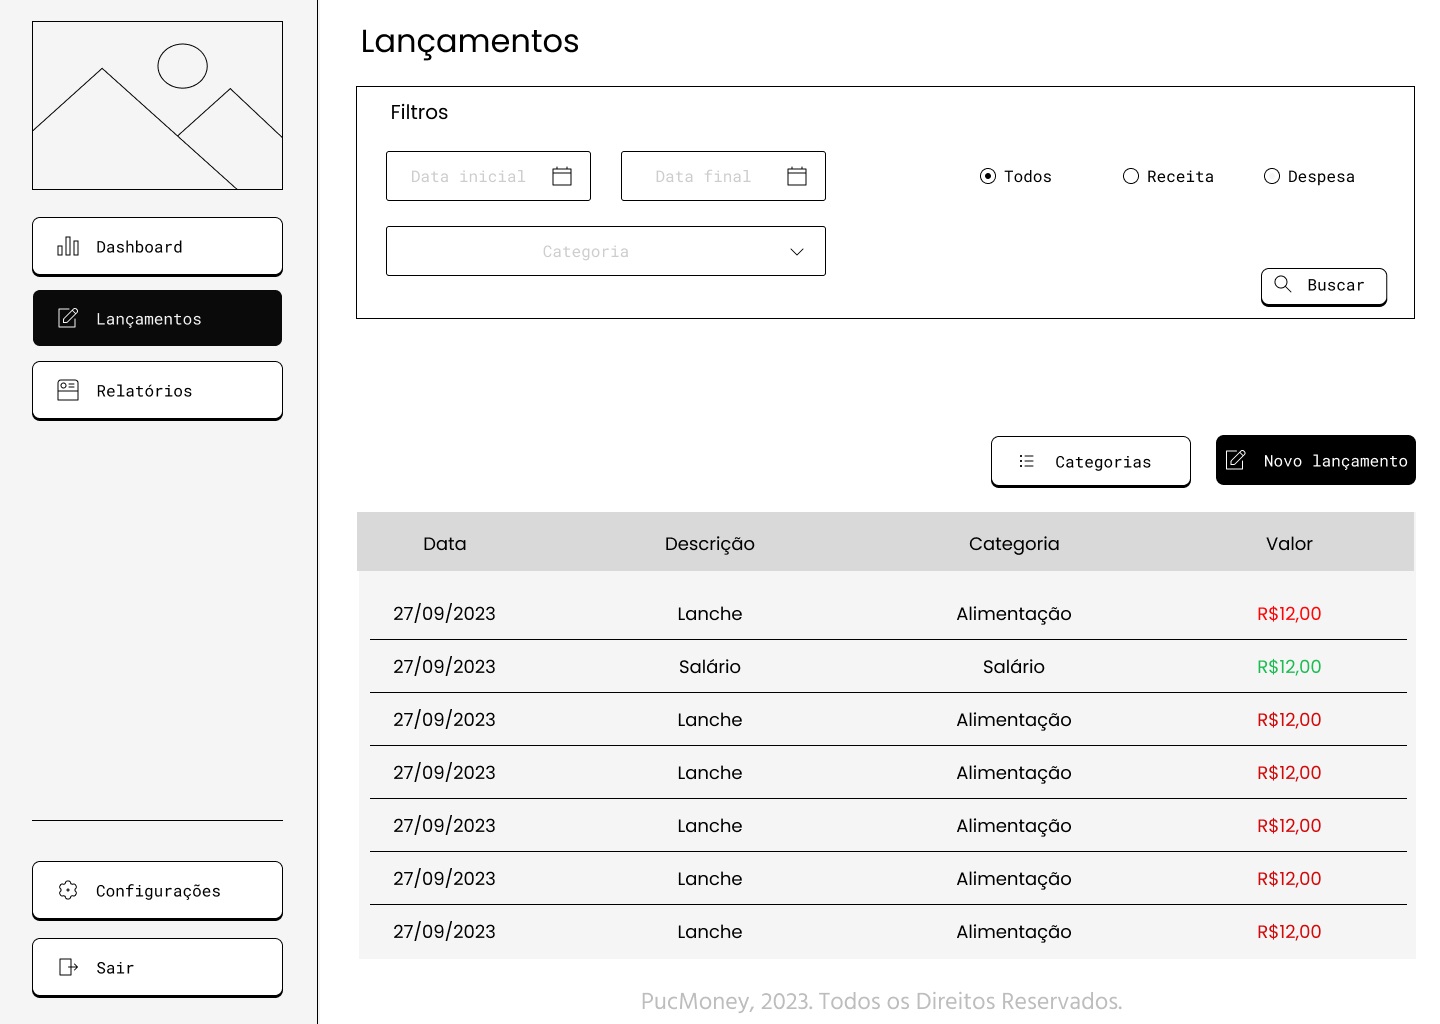 Dashboard
Lançamentos
Relatórios
Configurações
Sair
Lançamentos
Filtros
Data inicial
Data final
Todos
Receita
Despesa
Categoria
Buscar
Categorias
Novo lançamento
Data Descrição Categoria Valor
27/09/2023 Lanche Alimentação R$12,00
27/09/2023 Salário Salário R$12,00
27/09/2023 Lanche Alimentação R$12,00
27/09/2023 Lanche Alimentação R$12,00
27/09/2023 Lanche Alimentação R$12,00
27/09/2023 Lanche Alimentação R$12,00
27/09/2023 Lanche Alimentação R$12,00
PucMoney, 2023. Todos os Direitos Reservados.